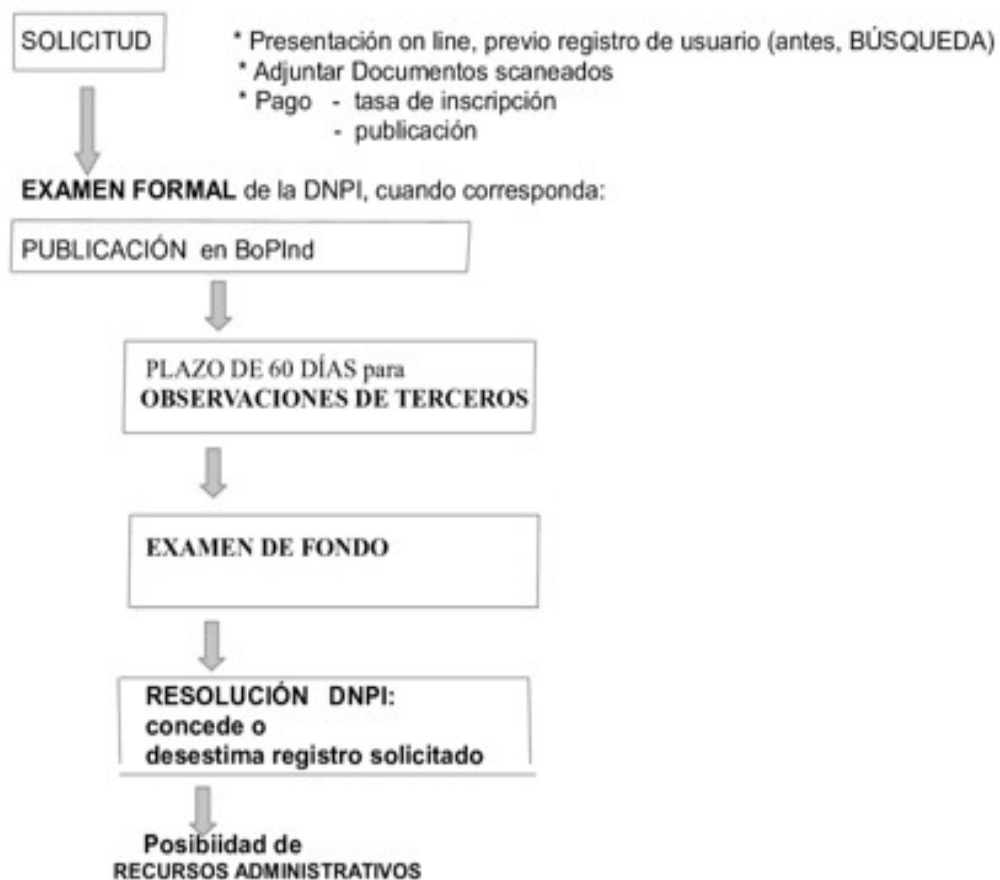 SOLICITUD
* Presentación on line, previo registro de usuario (antes, BÚSQUEDA)
* Adjuntar Documentos scaneados
* Pago - tasa de inscripción
- publicación
EXAMEN FORMAL de la DNPI, cuando corresponda:
PUBLICACIÓN en BoPInd
PLAZO DE 60 DÍAS para
OBSERVACIONES DE TERCEROS
EXAMEN DE FONDO
RESOLUCIÓN DNPI:
concede o
desestima registro solicitado
Posibiidad de
RECURSOS ADMINISTRATIVOS